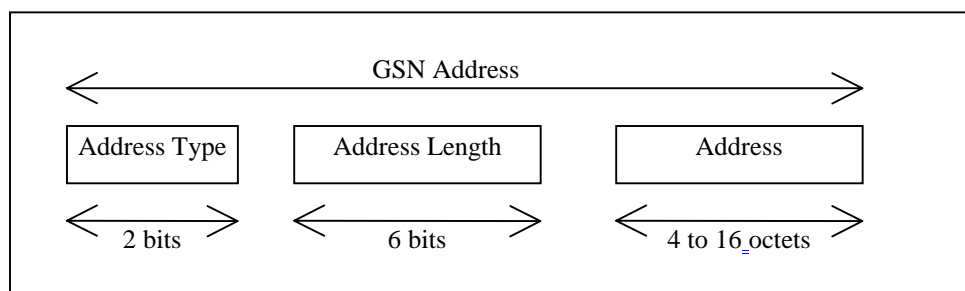 GSN Address
Address Type Address Length Address
2 bits 6 bits 4 to 16 octets